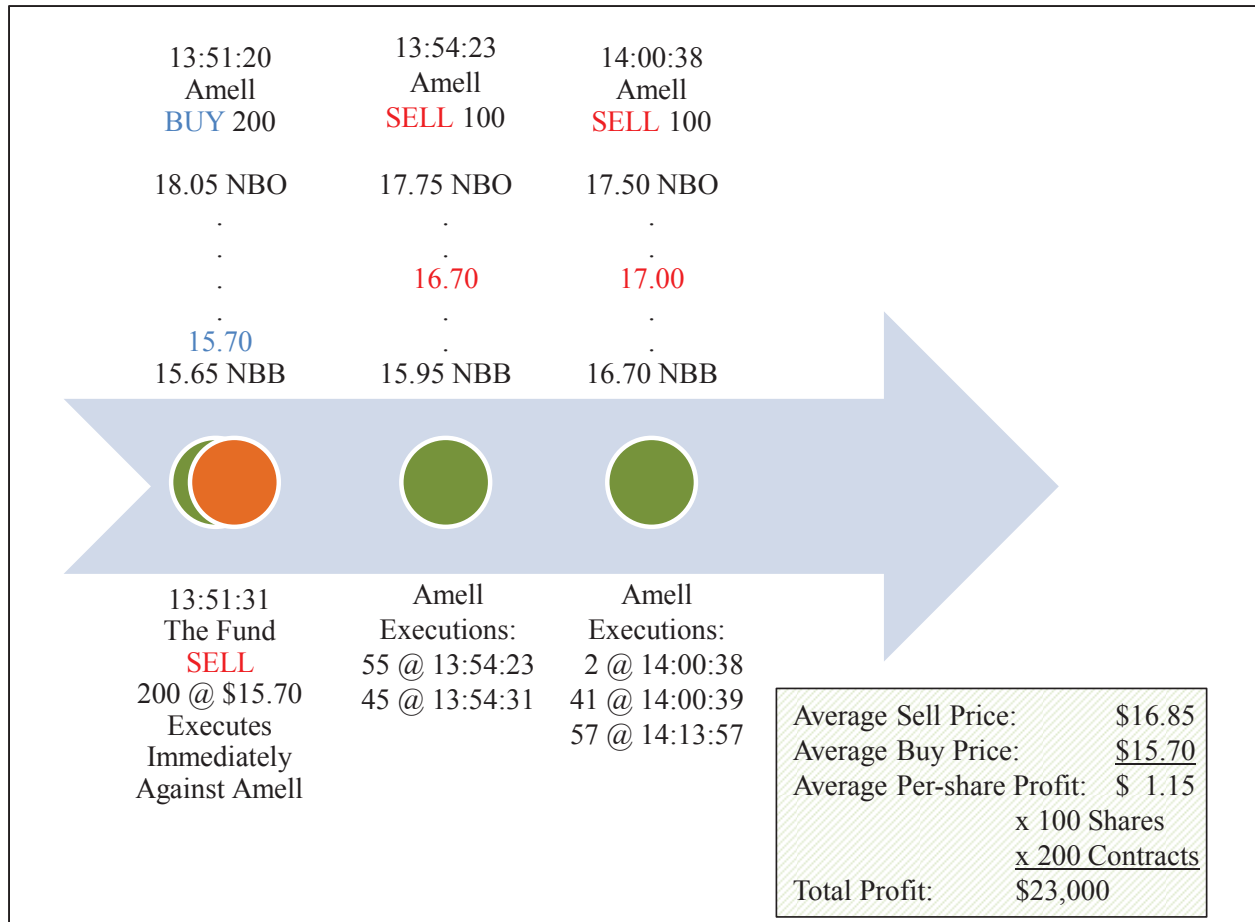 13:51:20
Amell
BUY 200
18.05 NBO
.
.
.
.
15.70
15.65 NBB
13:54:23
Amell
SELL 100
17.75 NBO
.
.
16.70
.
.
15.95 NBB
14:00:38
Amell
SELL 100
17.50 NBO
.
.
17.00
.
.
16.70 NBB
13:51:31
The Fund
SELL
200 @ $15.70
Executes
Immediately
Against Amell
Amell
Executions:
55 @ 13:54:23
45 @ 13:54:31
Amell
Executions:
2 @ 14:00:38
41 @ 14:00:39
57 @ 14:13:57
Average Sell Price: $16.85
Average Buy Price: $15.70
Average Per-share Profit: $ 1.15
x 100 Shares
x 200 Contracts
Total Profit: $23,000